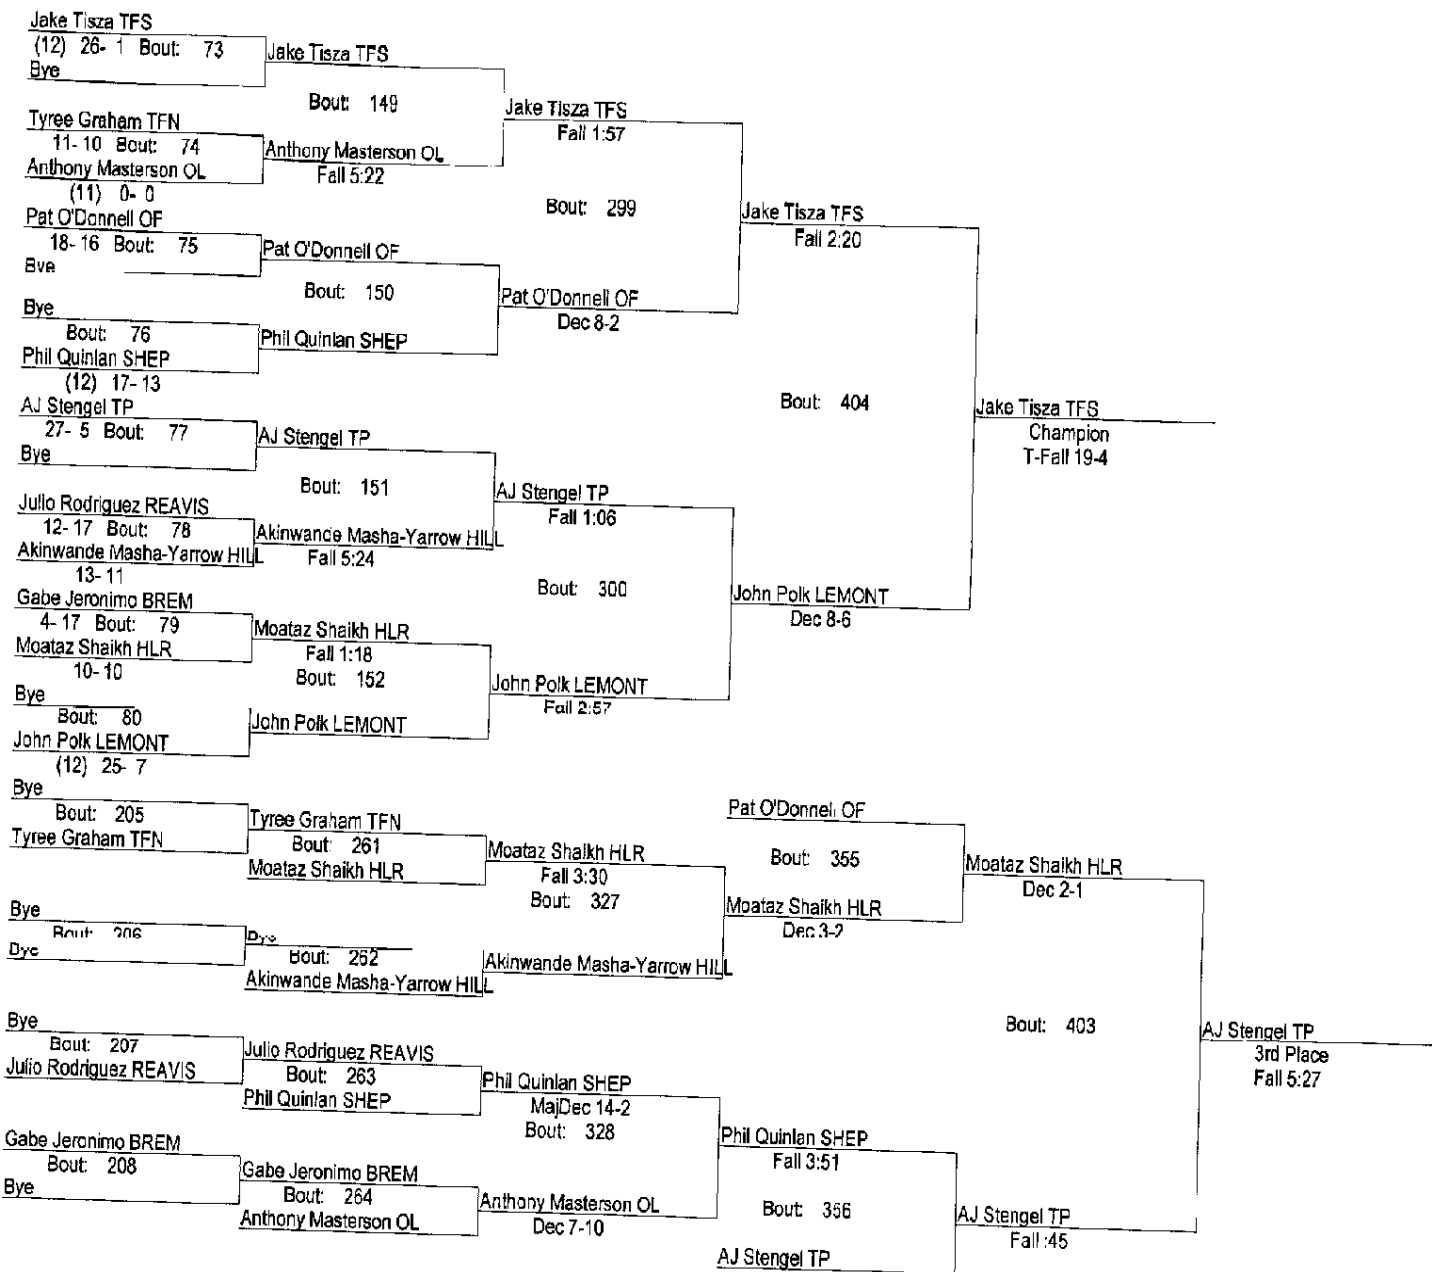 Jake Tisza TFS
(12) 26- 1 Bout: 73
Bye
Jake Tisza TFS
Bout: 149
Tyree Graham TFN
11- 10 Bout: 74
Anthony Masterson OL
(11) 0- 0
Anthony Masterson OL
Fall 5:22
Jake Tisza TFS
Fall 1:57
Bout: 299
Pat O'Donnell OF
18- 16 Bout: 75
Bye
Pat O'Donnell OF
Bout: 150
Bye
Bout: 76
Phil Quinlan SHEP
(12) 17- 13
Phil Quinlan SHEP
Pat O'Donnell OF
Dec 8-2
Jake Tisza TFS
Fall 2:20
Bout: 404
AJ Stengel TP
27- 5 Bout: 77
Bye
AJ Stengel TP
Bout: 151
Julio Rodriguez REAVIS
12- 17 Bout: 78
Akinwande Masha-Yarrow HILL
13- 11
Akinwande Masha-Yarrow HILL
Fall 5:24
AJ Stengel TP
Fall 1:06
Bout: 300
Gabe Jeronimo BREM
4- 17 Bout: 79
Moataz Shaikh HLR
10- 10
Moataz Shaikh HLR
Fall 1:18
Bout: 152
Bye
Bout: 80
John Polk LEMONT
(12) 25- 7
John Polk LEMONT
John Polk LEMONT
Fall 2:57
John Polk LEMONT
Dec 8-6
Jake Tisza TFS
Champion
T-Fall 19-4
Bye
Bout: 205
Tyree Graham TFN
Tyree Graham TFN
Bout: 261
Moataz Shaikh HLR
Moataz Shaikh HLR
Fall 3:30
Bout: 327
Bye
Bout: 206
Bye
Bye
Bout: 262
Akinwande Masha-Yarrow HILL
Akinwande Masha-Yarrow HILL
Pat O'Donnell OF
Bout: 355
Moataz Shaikh HLR
Dec 3-2
Moataz Shaikh HLR
Dec 2-1
Bout: 403
Bye
Bout: 207
Julio Rodriguez REAVIS
Julio Rodriguez REAVIS
Bout: 263
Phil Quinlan SHEP
Phil Quinlan SHEP
MajDec 14-2
Bout: 328
Gabe Jeronimo BREM
Bout: 208
Bye
Gabe Jeronimo BREM
Bout: 264
Anthony Masterson OL
Anthony Masterson OL
Dec 7-10
Phil Quinlan SHEP
Fall 3:51
Bout: 356
AJ Stengel TP
AJ Stengel TP
Fall :45
AJ Stengel TP
3rd Place
Fall 5:27